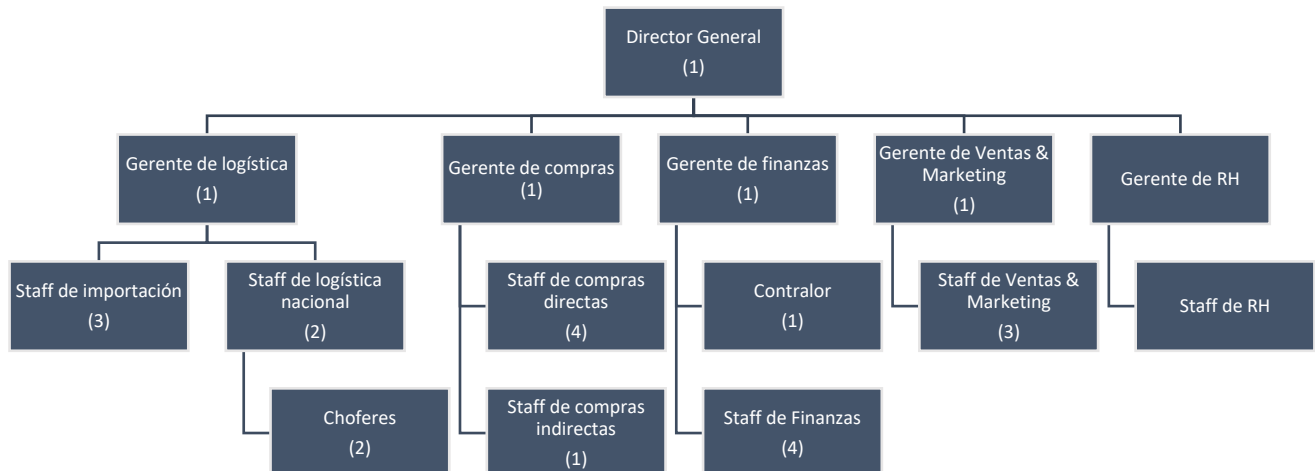 Director General
(1)
Gerente de logística
(1)
Gerente de compras
(1)
Gerente de finanzas
(1)
Gerente de Ventas &
Marketing
(1)
Gerente de RH
Staff de importación
(3)
Staff de logística
nacional
(2)
Staff de compras
directas
(4)
Contralor
(1)
Staff de Ventas &
Marketing
(3)
Staff de RH
Choferes
(2)
Staff de compras
indirectas
(1)
Staff de Finanzas
(4)